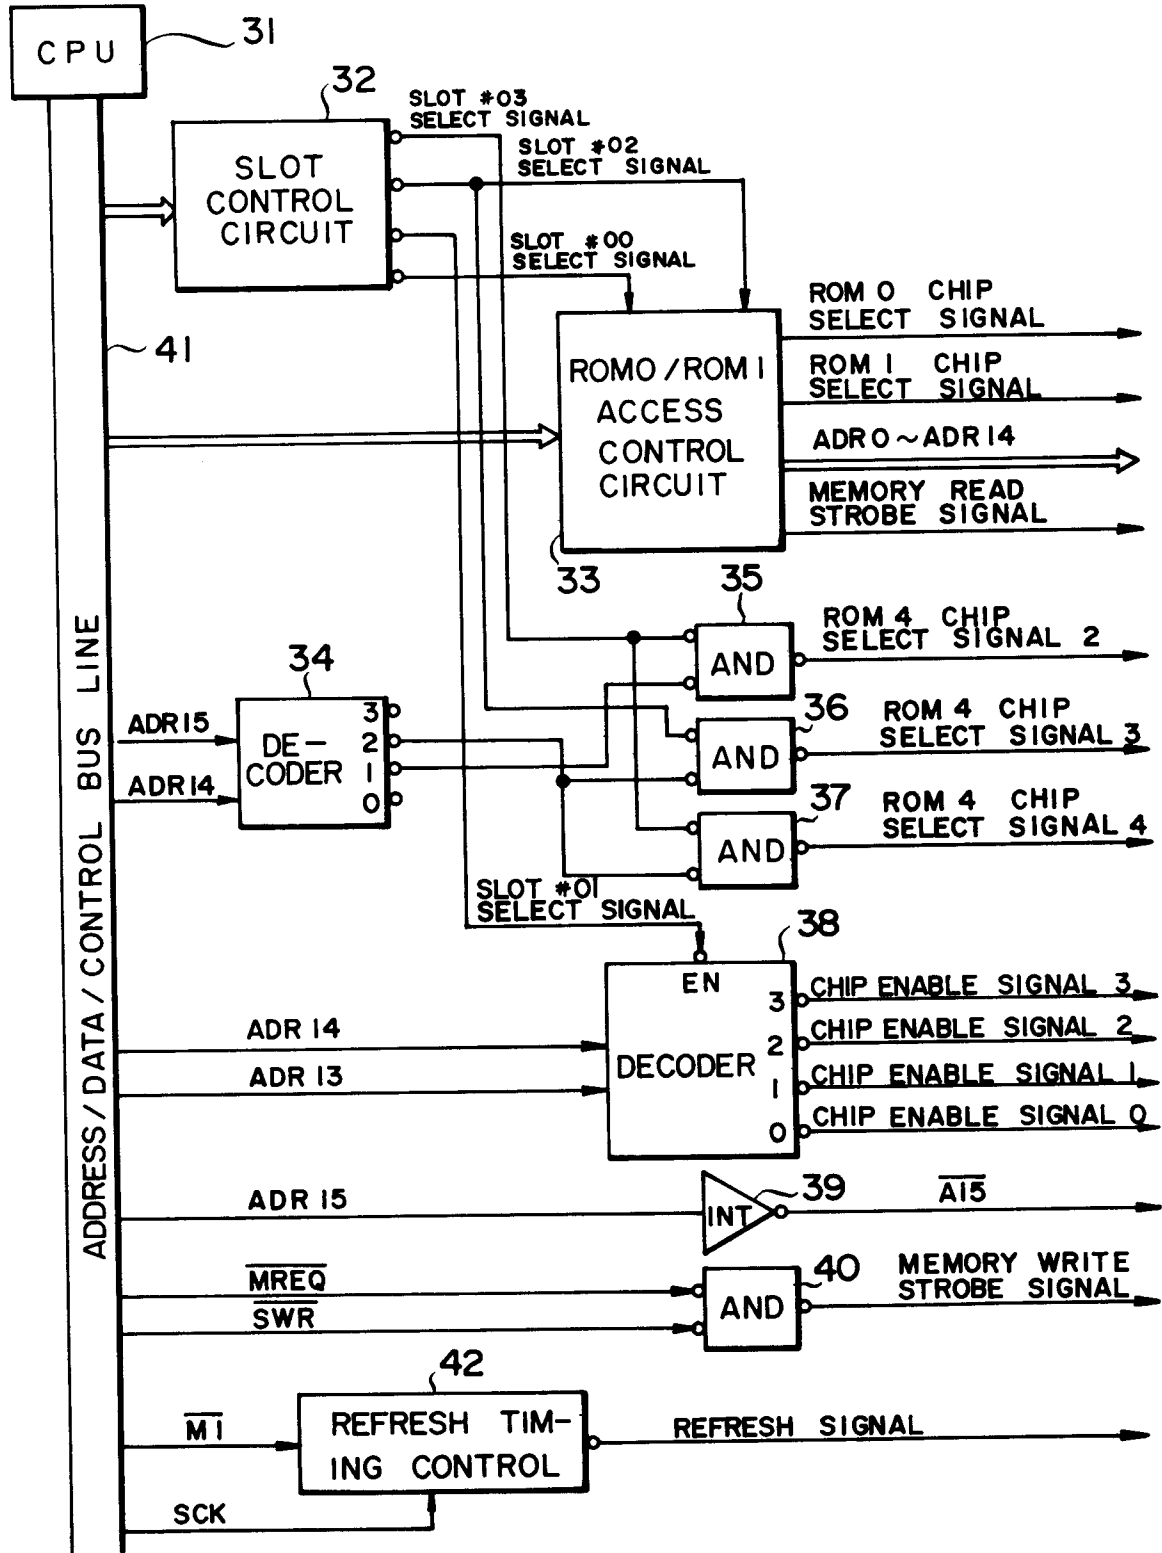 CPU
31
32
SLOT
CONTROL
CIRCUIT
SLOT #03
SELECT SIGNAL
SLOT #02
SELECT SIGNAL
SLOT #00
SELECT SIGNAL
41
ROM0/ROM1
ACCESS
CONTROL
CIRCUIT
33
ROM 0 CHIP
SELECT SIGNAL
ROM 1 CHIP
SELECT SIGNAL
ADR0~ADR14
MEMORY READ
STROBE SIGNAL
ADDRESS/DATA/CONTROL BUS LINE
34
ADR15
ADR14
DE-
CODER
3
2
1
0
35
AND
ROM 4 CHIP
SELECT SIGNAL 2
36
AND
ROM 4 CHIP
SELECT SIGNAL 3
37
AND
ROM 4 CHIP
SELECT SIGNAL 4
SLOT #01
SELECT SIGNAL
38
EN
DECODER
ADR 14
ADR 13
3
2
1
0
CHIP ENABLE SIGNAL 3
CHIP ENABLE SIGNAL 2
CHIP ENABLE SIGNAL 1
CHIP ENABLE SIGNAL 0
ADR 15
INT
39
A̅1̅5̅
M̅R̅E̅Q̅
S̅W̅R̅
AND
40
MEMORY WRITE
STROBE SIGNAL
42
M̅1̅
SCK
REFRESH TIM-
ING CONTROL
REFRESH SIGNAL